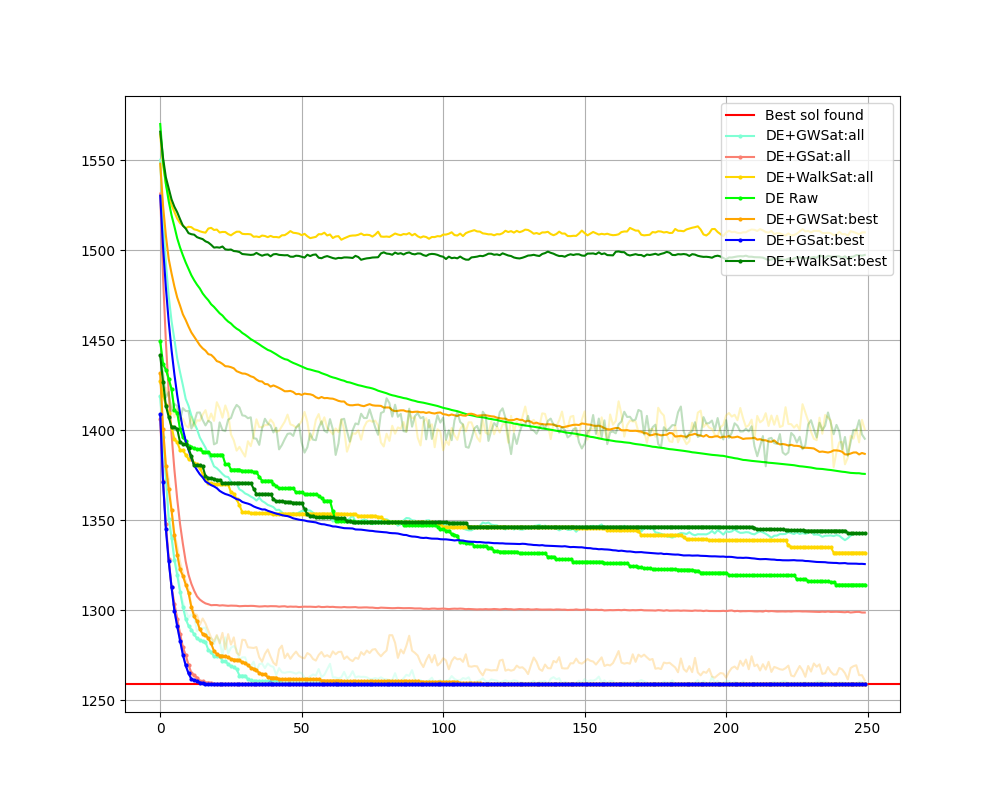 Best sol found
DE+GWSat:all
DE+GSat:all
DE+WalkSat:all
DE Raw
DE+GWSat:best
DE+GSat:best
DE+WalkSat:best
1550
1500
1450
1400
1350
1300
1250
0 50 100 150 200 250